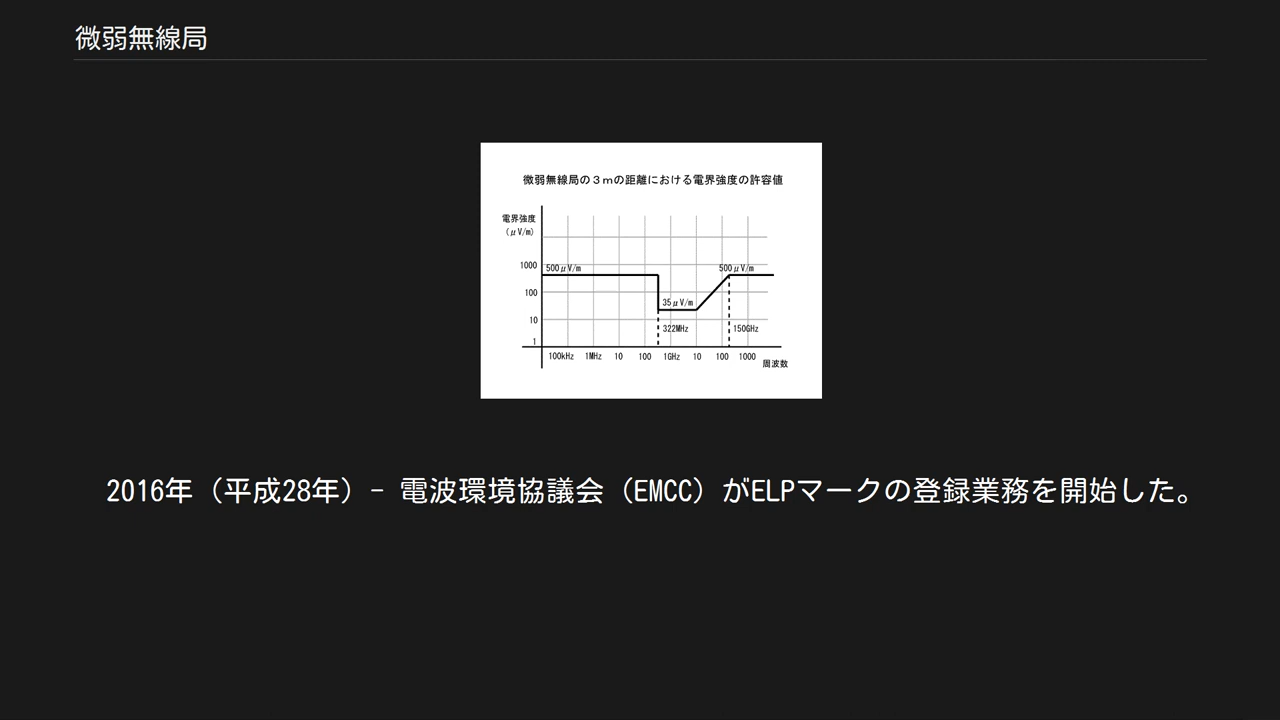 微弱無線局
微弱無線局の３ｍの距離における電界強度の許容値
電界強度
（μV/m）
1000
500μV/m
500μV/m
100
35μV/m
10
322MHz
150GHz
1
100kHz 1MHz 10 100 1GHz 10 100 1000
周波数
2016年（平成28年）- 電波環境協議会（EMCC）がELPマークの登録業務を開始した。